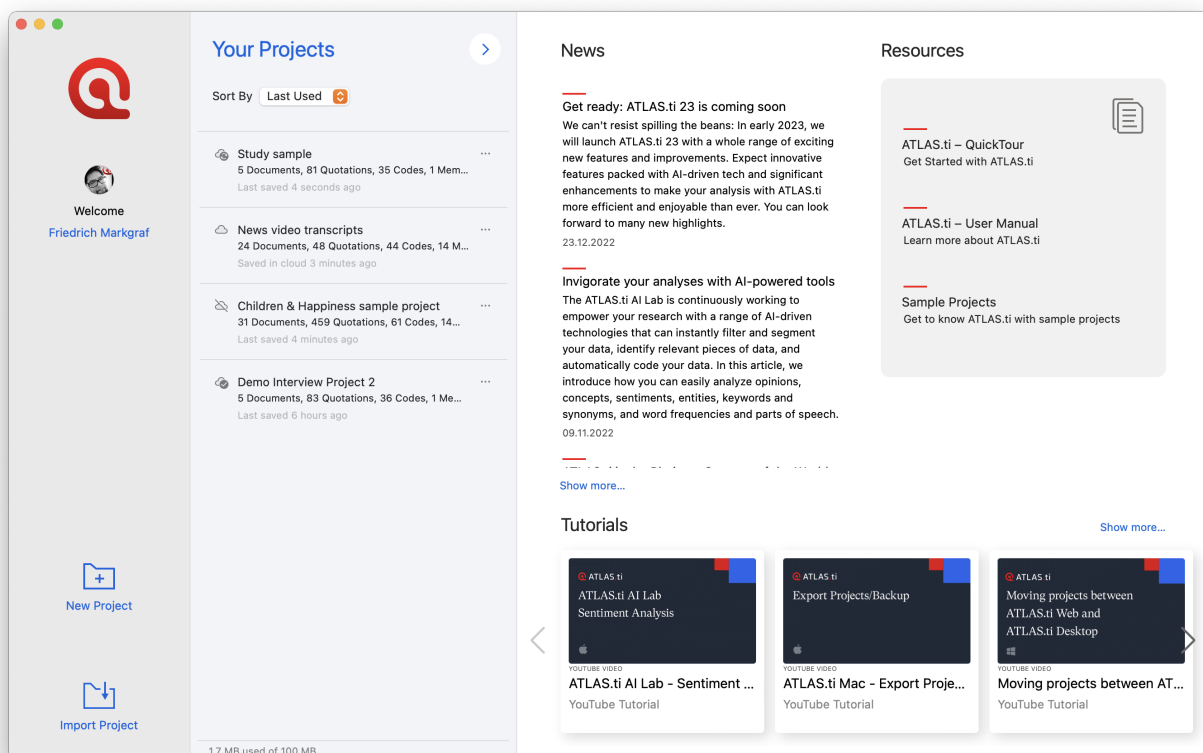 Welcome
Friedrich Markgraf
New Project
Import Project
Your Projects
Sort By Last Used
Study sample
5 Documents, 81 Quotations, 35 Codes, 1 Mem...
Last saved 4 seconds ago
News video transcripts
24 Documents, 48 Quotations, 44 Codes, 14 M...
Saved in cloud 3 minutes ago
Children & Happiness sample project
31 Documents, 459 Quotations, 61 Codes, 14...
Last saved 4 minutes ago
Demo Interview Project 2
5 Documents, 83 Quotations, 36 Codes, 1 Me...
Last saved 6 hours ago
1.7 MB used of 100 MB
News
Get ready: ATLAS.ti 23 is coming soon
We can't resist spilling the beans: In early 2023, we
will launch ATLAS.ti 23 with a whole range of exciting
new features and improvements. Expect innovative
features packed with AI-driven tech and significant
enhancements to make your analysis with ATLAS.ti
more efficient and enjoyable than ever. You can look
forward to many new highlights.
23.12.2022
Invigorate your analyses with AI-powered tools
The ATLAS.ti AI Lab is continuously working to
empower your research with a range of AI-driven
technologies that can instantly filter and segment
your data, identify relevant pieces of data, and
automatically code your data. In this article, we
introduce how you can easily analyze opinions,
concepts, sentiments, entities, keywords and
synonyms, and word frequencies and parts of speech.
09.11.2022
Show more...
Resources
ATLAS.ti – QuickTour
Get Started with ATLAS.ti
ATLAS.ti – User Manual
Learn more about ATLAS.ti
Sample Projects
Get to know ATLAS.ti with sample projects
Tutorials
Show more...
ATLAS.ti
ATLAS.ti AI Lab
Sentiment Analysis
YOUTUBE VIDEO
ATLAS.ti AI Lab - Sentiment ...
YouTube Tutorial
ATLAS.ti
Export Projects/Backup
YOUTUBE VIDEO
ATLAS.ti Mac - Export Proje...
YouTube Tutorial
ATLAS.ti
Moving projects between
ATLAS.ti Web and
ATLAS.ti Desktop
YOUTUBE VIDEO
Moving projects between AT...
YouTube Tutorial